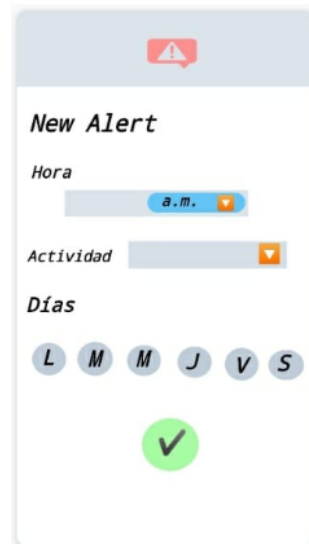 New Alert
Hora
a.m.
Actividad
Días
L M M J V S